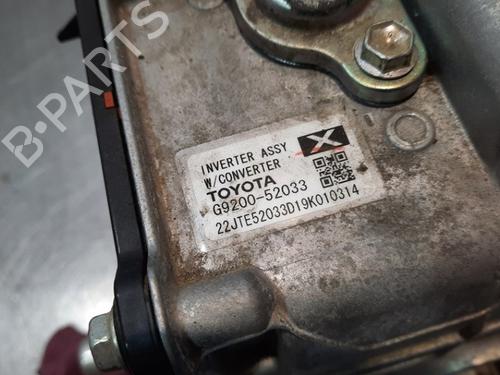 INVERTER ASSY
W/CONVERTER
TOYOTA
G9200-52033
22JTE52033D19K010314
X
B-PARTS